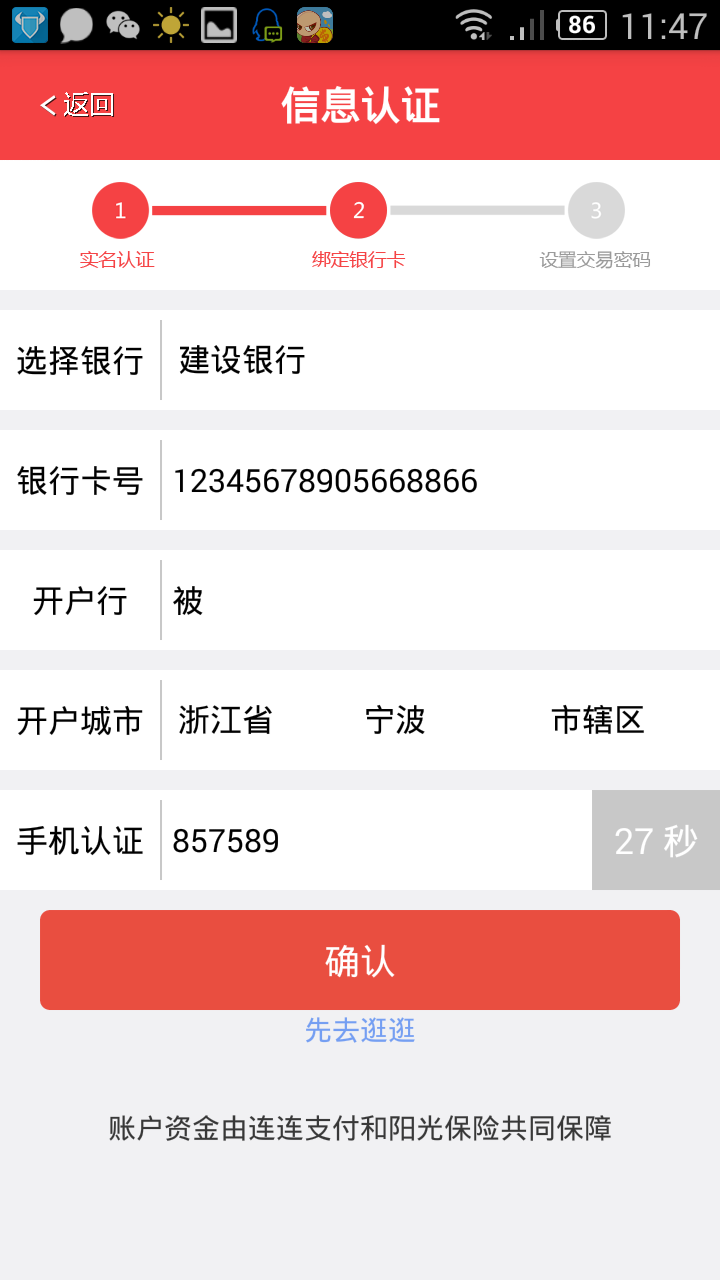 86 11:47
< 返回 信息认证
1 2 3
实名认证 绑定银行卡 设置交易密码
选择银行 建设银行
银行卡号 12345678905668866
开户行 被
开户城市 浙江省 宁波 市辖区
手机认证 857589 27 秒
确认
先去逛逛
账户资金由连连支付和阳光保险共同保障